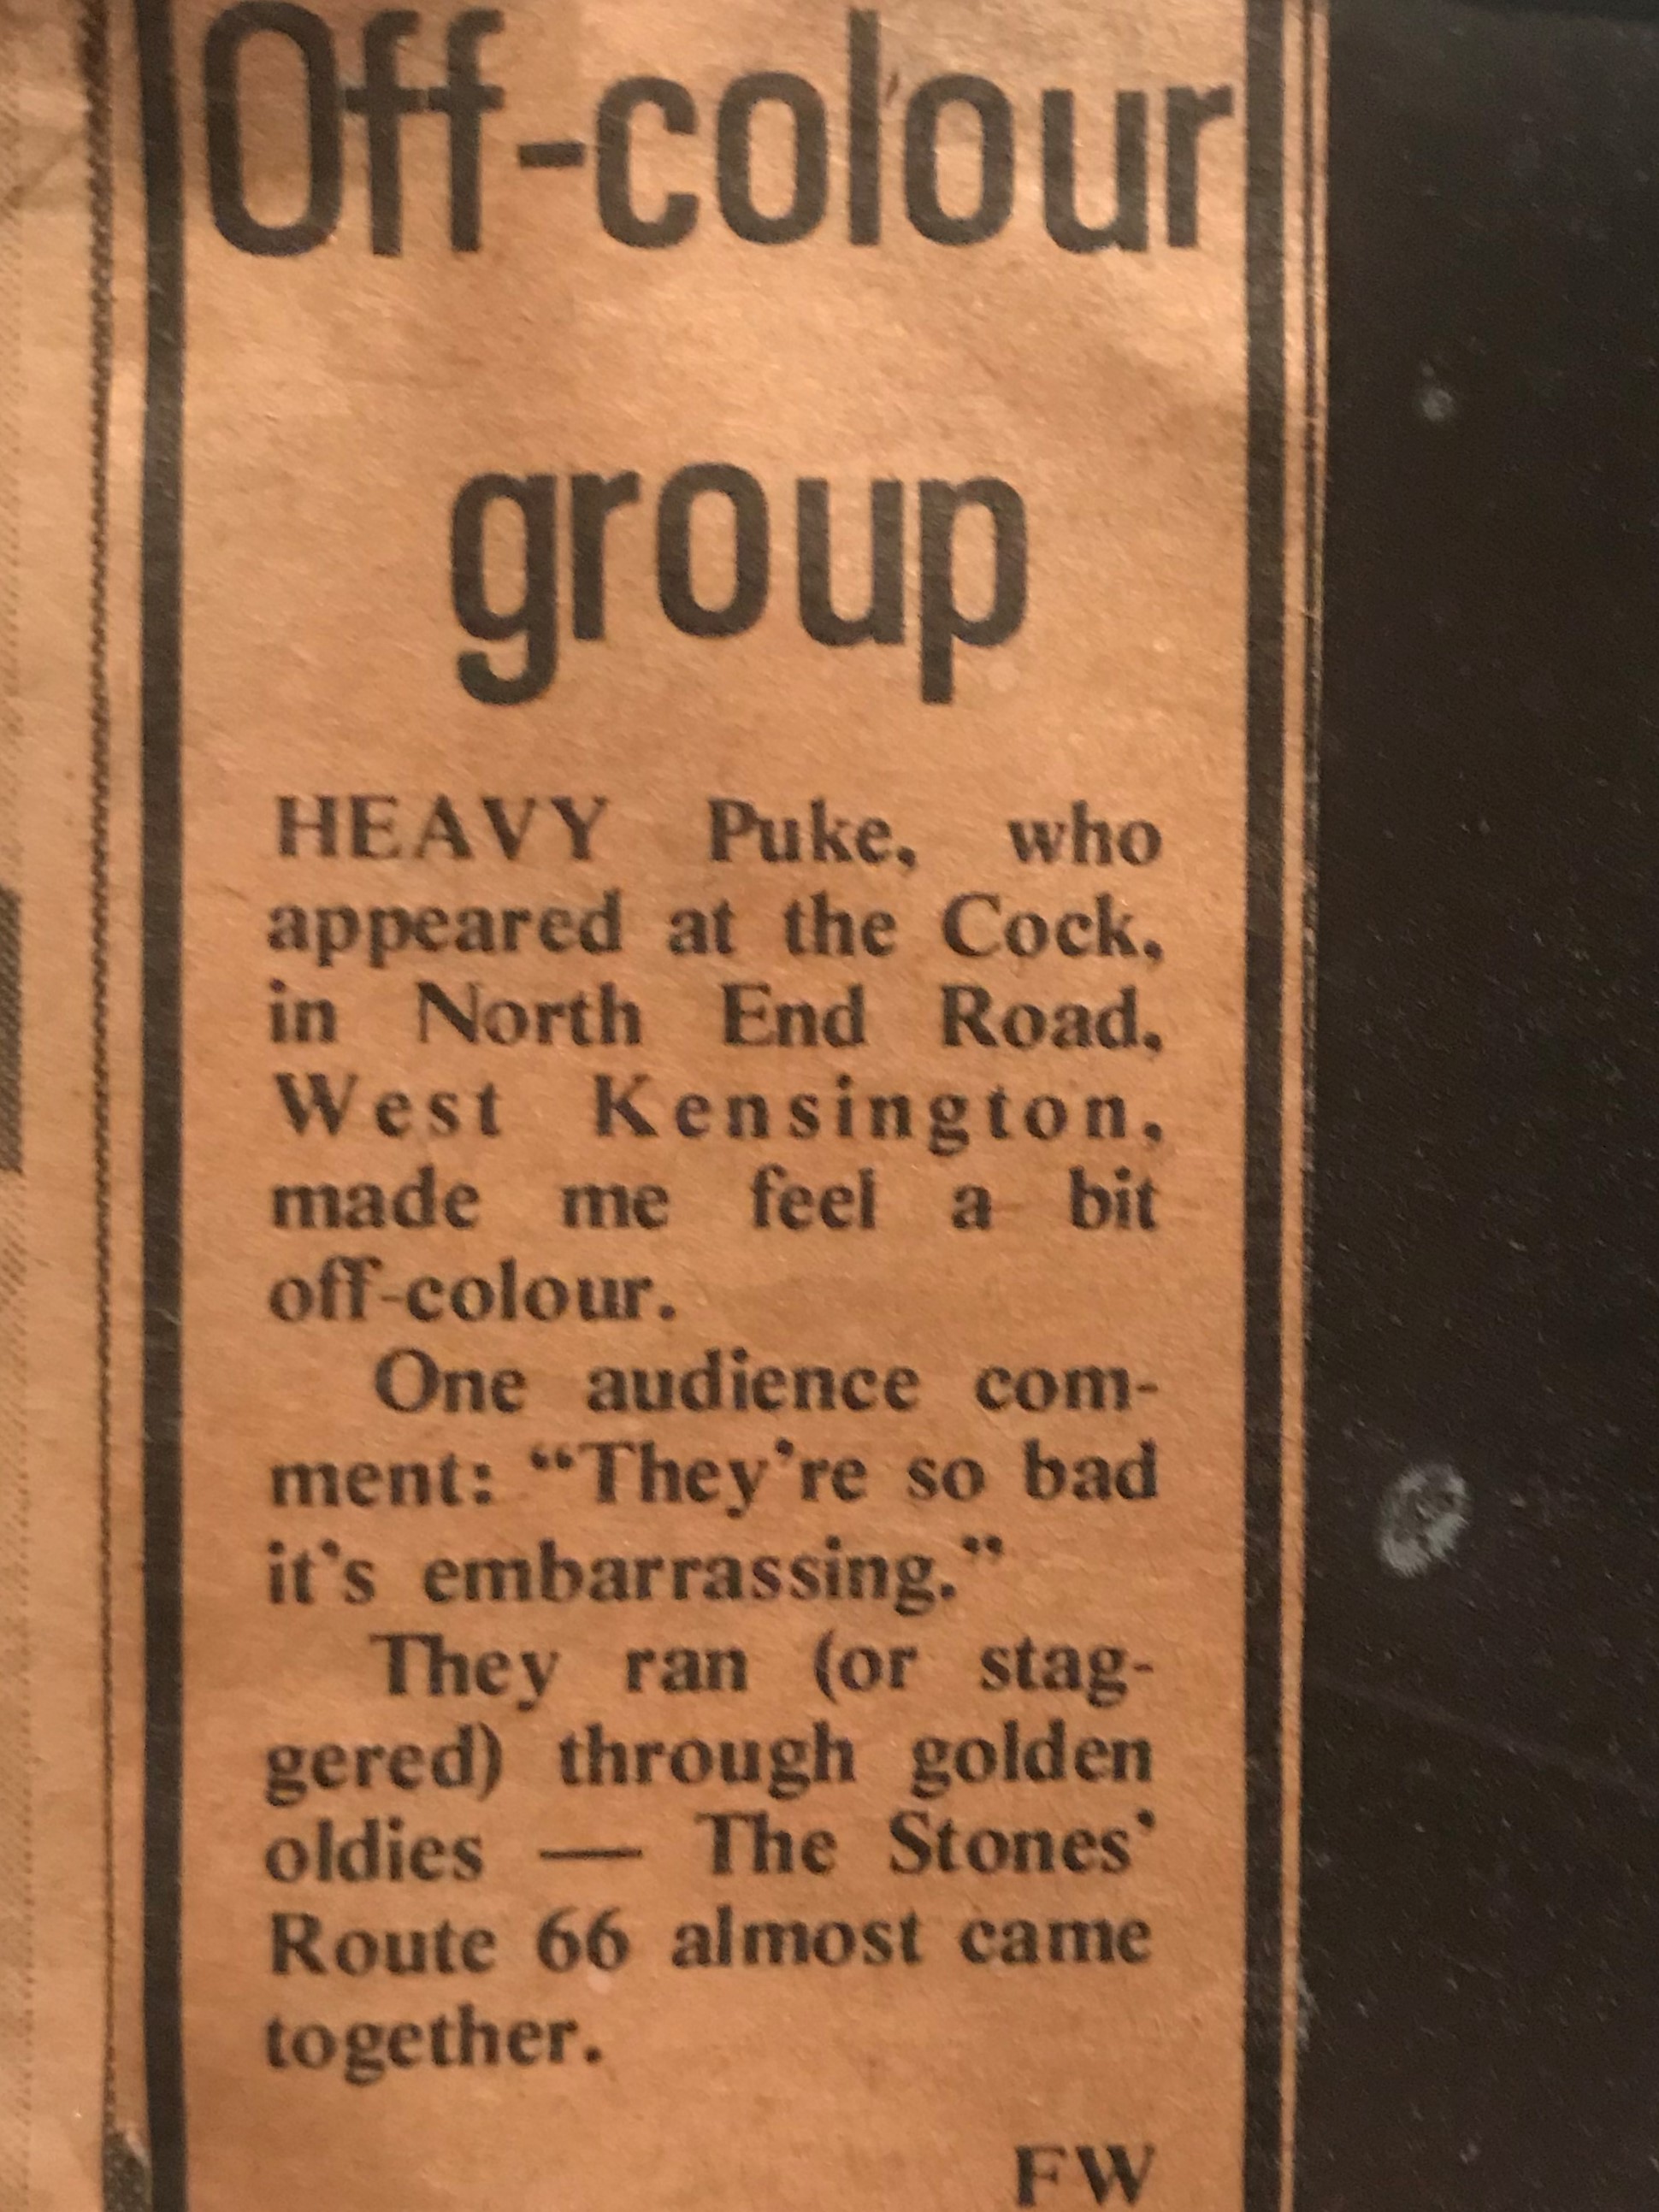 Off-colour
group
HEAVY Puke, who
appeared at the Cock,
in North End Road,
West Kensington,
made me feel a bit
off-colour.
One audience com-
ment: “They’re so bad
it’s embarrassing.”
They ran (or stag-
gered) through golden
oldies — The Stones’
Route 66 almost came
together.
FW